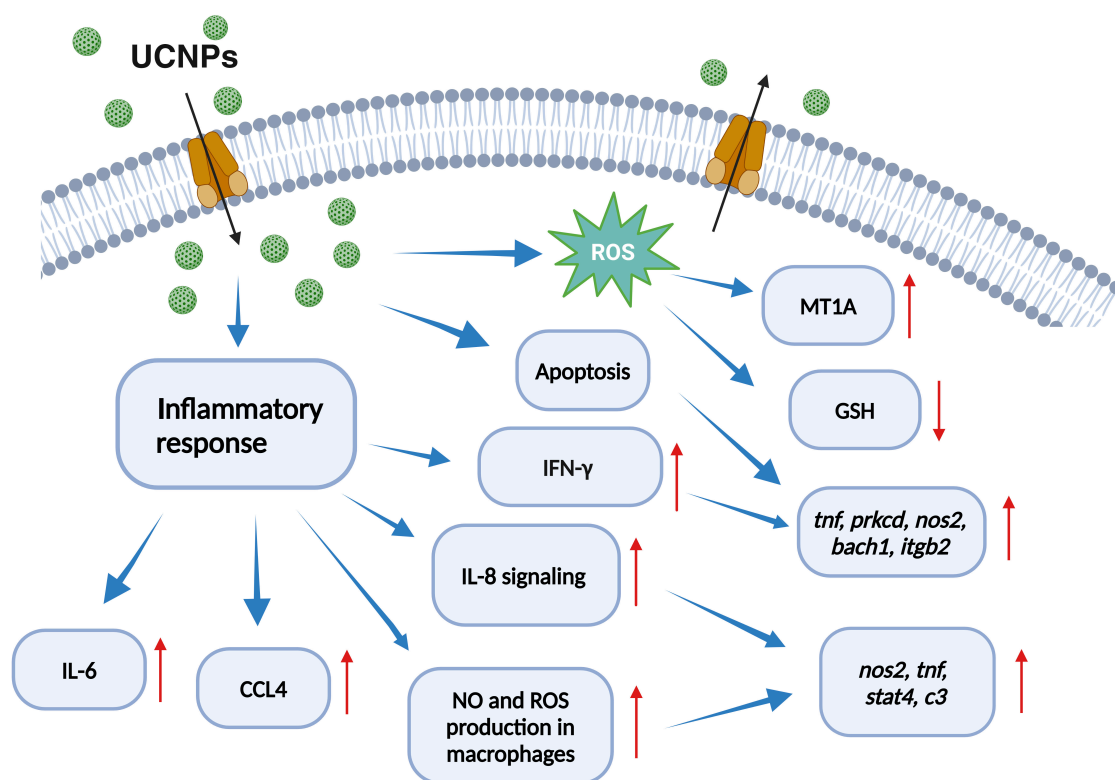 UCNPs
ROS
MT1A
Apoptosis
GSH
Inflammatory
response
IFN-γ
tnf, prkcd, nos2,
bach1, itgb2
IL-8 signaling
IL-6
CCL4
NO and ROS
production in
macrophages
nos2, tnf,
stat4, c3